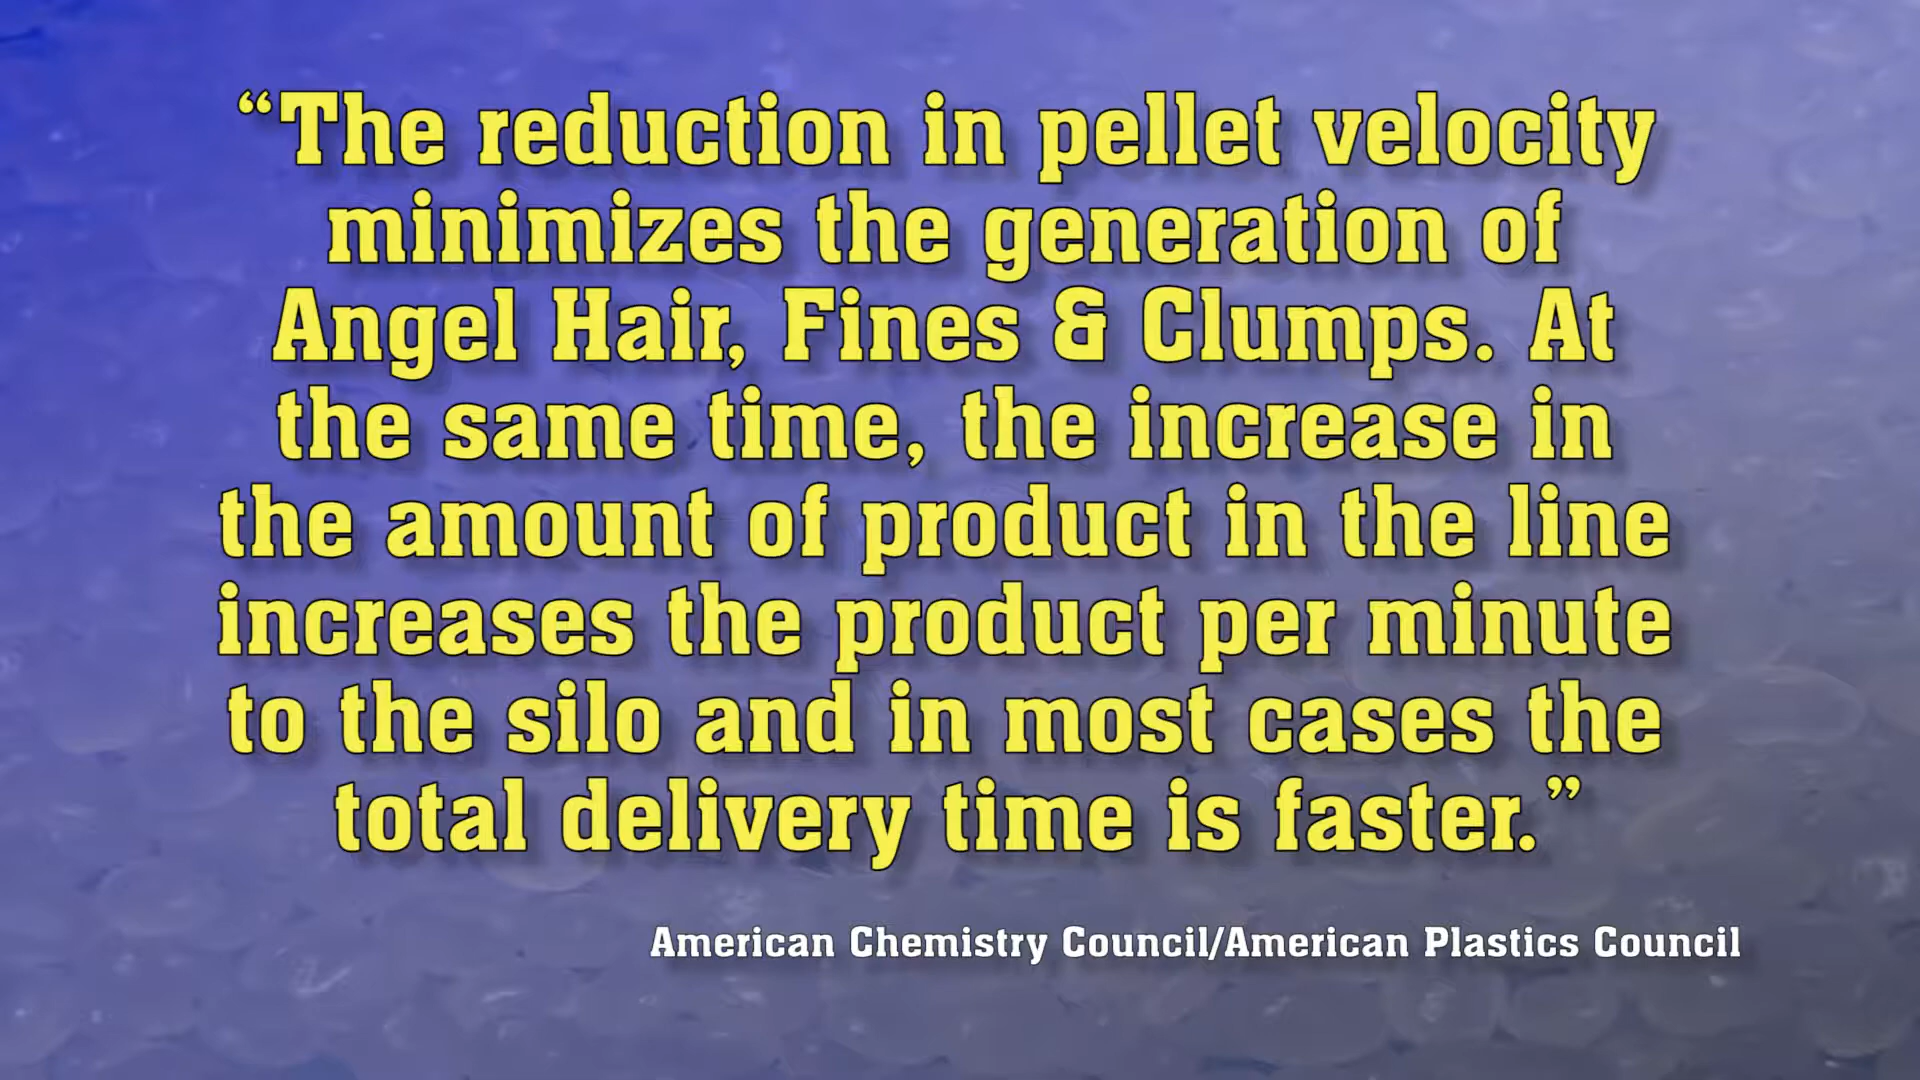 “The reduction in pellet velocity
minimizes the generation of
Angel Hair, Fines & Clumps. At
the same time, the increase in
the amount of product in the line
increases the product per minute
to the silo and in most cases the
total delivery time is faster.”
American Chemistry Council/American Plastics Council